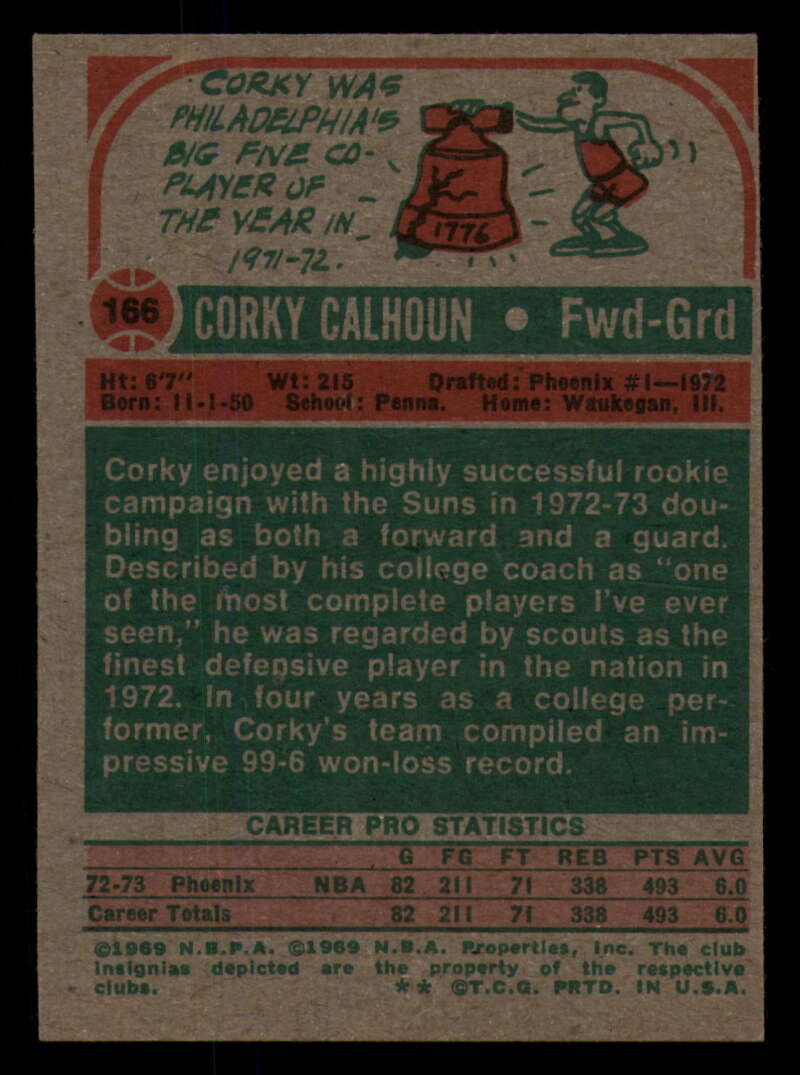 CORKY WAS
PHILADELPHIA'S
BIG FIVE CO-
PLAYER OF
THE YEAR IN
1971-72.
1776
166 CORKY CALHOUN • Fwd-Grd
Ht: 6'7" Wt: 215 Drafted: Phoenix #1—1972
Born: 11-1-50 School: Penna. Home: Waukegan, Ill.
Corky enjoyed a highly successful rookie
campaign with the Suns in 1972-73 dou-
bling as both a forward and a guard.
Described by his college coach as "one
of the most complete players I've ever
seen," he was regarded by scouts as the
finest defensive player in the nation in
1972. In four years as a college per-
former, Corky's team compiled an im-
pressive 99-6 won-loss record.
CAREER PRO STATISTICS
G FG FT REB PTS AVG
72-73 Phoenix NBA 82 211 71 338 493 6.0
Career Totals 82 211 71 338 493 6.0
©1969 N.B.P.A. ©1969 N.B.A. Properties, Inc. The club
insignias depicted are the property of the respective
clubs. ** ©T.C.G. PRTD. IN U.S.A.